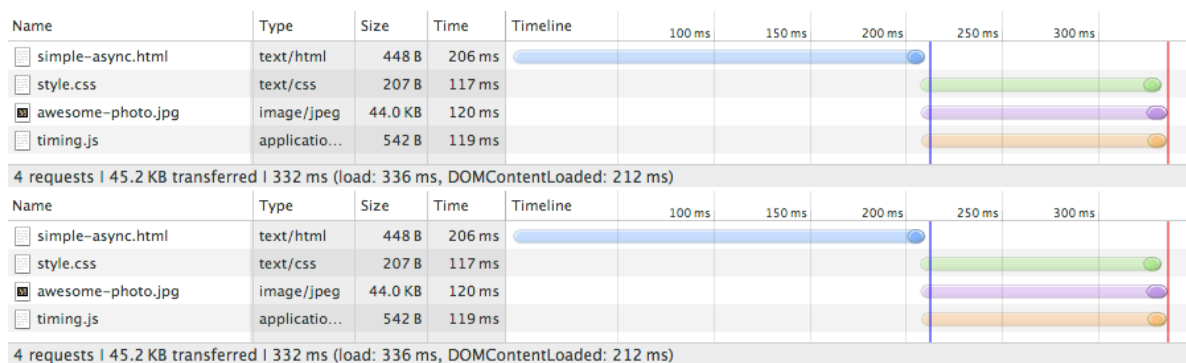 Name Type Size Time Timeline 100 ms 150 ms 200 ms 250 ms 300 ms
simple-async.html text/html 448 B 206 ms
style.css text/css 207 B 117 ms
awesome-photo.jpg image/jpeg 44.0 KB 120 ms
timing.js applicatio... 542 B 119 ms
4 requests ı 45.2 KB transferred ı 332 ms (load: 336 ms, DOMContentLoaded: 212 ms)
Name Type Size Time Timeline 100 ms 150 ms 200 ms 250 ms 300 ms
simple-async.html text/html 448 B 206 ms
style.css text/css 207 B 117 ms
awesome-photo.jpg image/jpeg 44.0 KB 120 ms
timing.js applicatio... 542 B 119 ms
4 requests ı 45.2 KB transferred ı 332 ms (load: 336 ms, DOMContentLoaded: 212 ms)